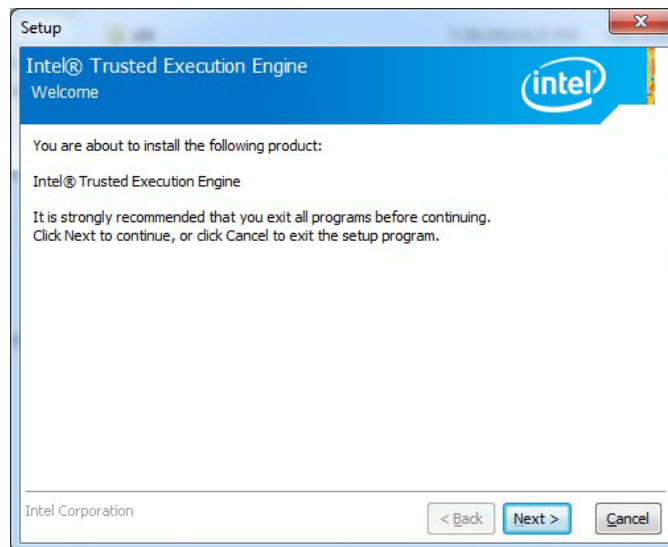 Setup
Intel® Trusted Execution Engine
Welcome
intel
You are about to install the following product:
Intel® Trusted Execution Engine
It is strongly recommended that you exit all programs before continuing.
Click Next to continue, or click Cancel to exit the setup program.
Intel Corporation
< Back
Next >
Cancel